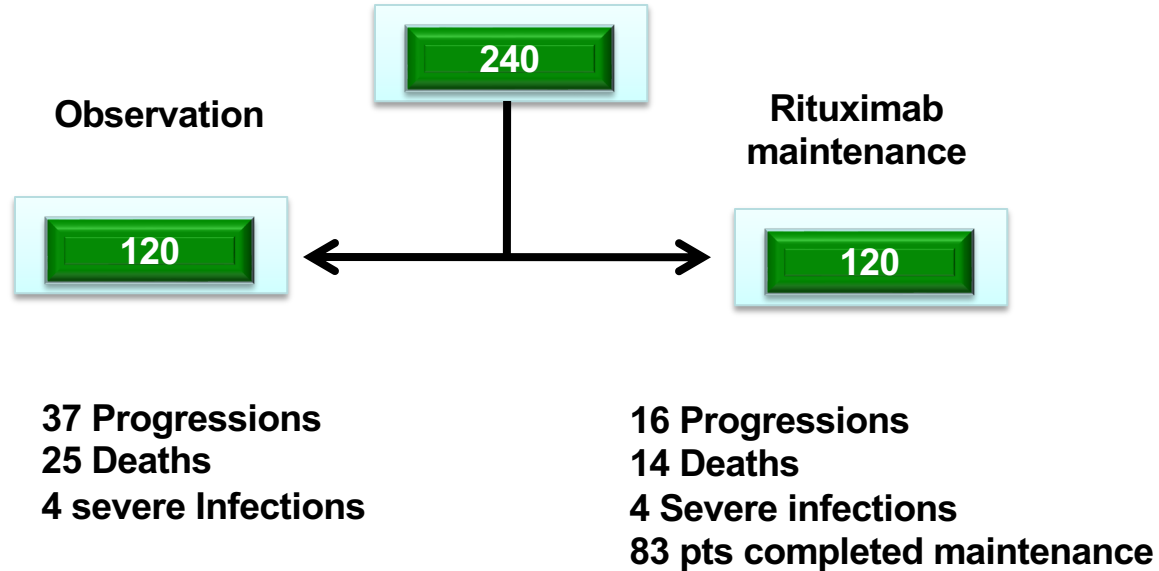 240
Observation
Rituximab
maintenance
120
120
37 Progressions
25 Deaths
4 severe Infections
16 Progressions
14 Deaths
4 Severe infections
83 pts completed maintenance